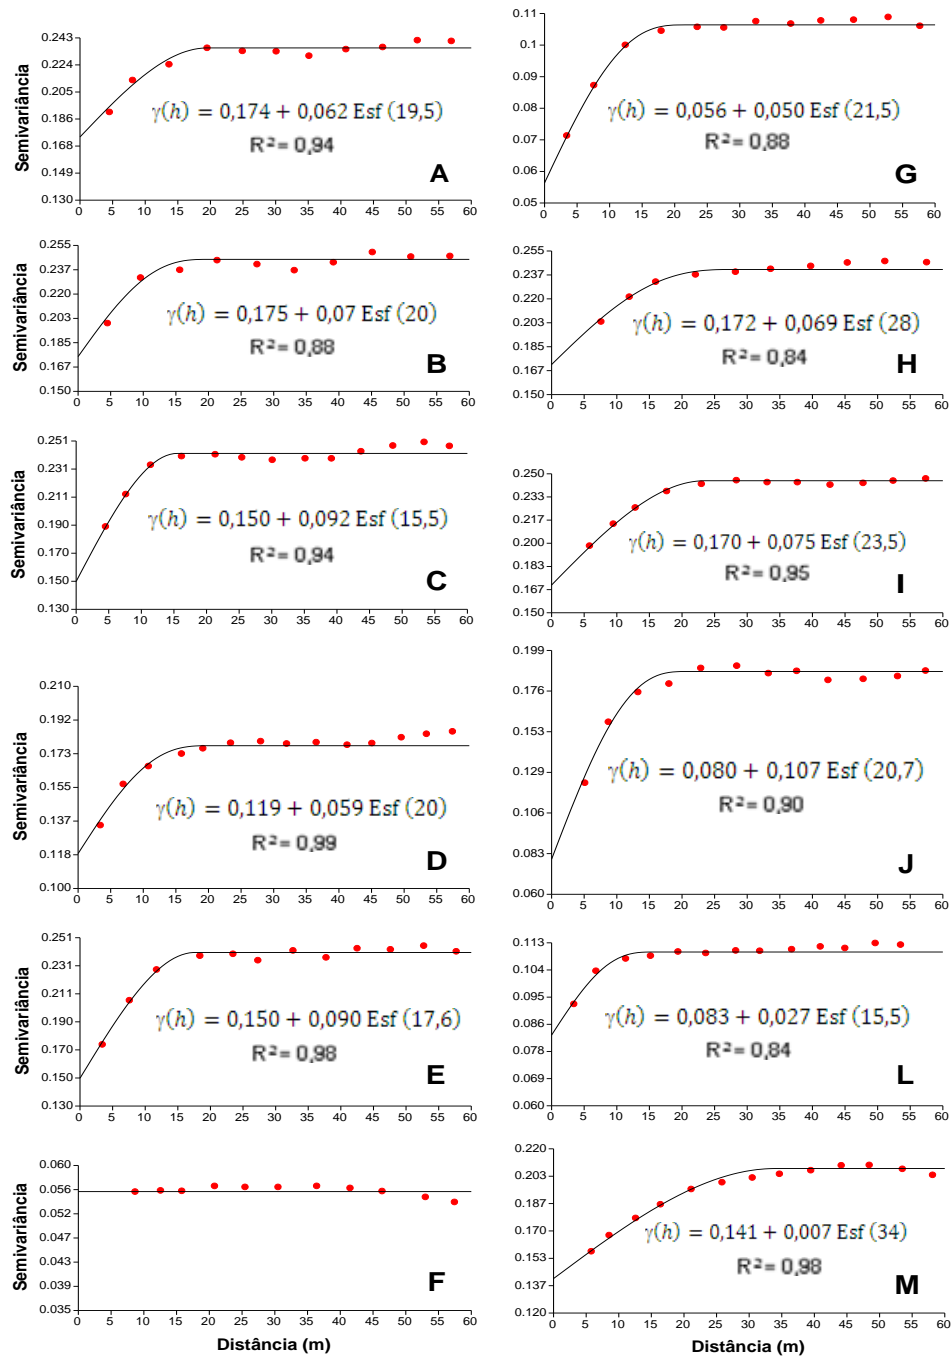 0.243
0.224
0.205
0.186
0.168
0.149
0.130
Semivariância
γ(h) = 0,174 + 0,062 Esf (19,5)
R²= 0,94
A
0 5 10 15 20 25 30 35 40 45 50 55 60
0.11
0.1
0.08
0.07
0.06
0.05
γ(h) = 0,056 + 0,050 Esf (21,5)
R²= 0,88
G
0 5 10 15 20 25 30 35 40 45 50 55 60
0.255
0.237
0.220
0.203
0.185
0.167
0.150
Semivariância
γ(h) = 0,175 + 0,07 Esf (20)
R²= 0,88
B
0 5 10 15 20 25 30 35 40 45 50 55 60
0.255
0.237
0.220
0.203
0.185
0.167
0.150
γ(h) = 0,172 + 0,069 Esf (28)
R²= 0,84
H
0 5 10 15 20 25 30 35 40 45 50 55 60
0.251
0.231
0.211
0.190
0.170
0.150
0.130
Semivariância
γ(h) = 0,150 + 0,092 Esf (15,5)
R²= 0,94
C
0 5 10 15 20 25 30 35 40 45 50 55 60
0.250
0.233
0.217
0.200
0.183
0.167
0.150
γ(h) = 0,170 + 0,075 Esf (23,5)
R²= 0,95
I
0 5 10 15 20 25 30 35 40 45 50 55 60
0.210
0.192
0.173
0.155
0.137
0.118
0.100
Semivariância
γ(h) = 0,119 + 0,059 Esf (20)
R²= 0,99
D
0 5 10 15 20 25 30 35 40 45 50 55 60
0.199
0.176
0.153
0.129
0.106
0.083
0.060
γ(h) = 0,080 + 0,107 Esf (20,7)
R²= 0,90
J
0 5 10 15 20 25 30 35 40 45 50 55 60
0.251
0.231
0.211
0.190
0.170
0.150
0.130
Semivariância
γ(h) = 0,150 + 0,090 Esf (17,6)
R²= 0,98
E
0 5 10 15 20 25 30 35 40 45 50 55 60
0.113
0.104
0.095
0.086
0.078
0.069
0.060
γ(h) = 0,083 + 0,027 Esf (15,5)
R²= 0,84
L
0 5 10 15 20 25 30 35 40 45 50 55 60
0.060
0.056
0.052
0.047
0.043
0.039
0.035
Semivariância
F
0 5 10 15 20 25 30 35 40 45 50 55 60
Distância (m)
0.220
0.203
0.187
0.170
0.153
0.137
0.120
γ(h) = 0,141 + 0,007 Esf (34)
R²= 0,98
M
0 5 10 15 20 25 30 35 40 45 50 55 60
Distância (m)